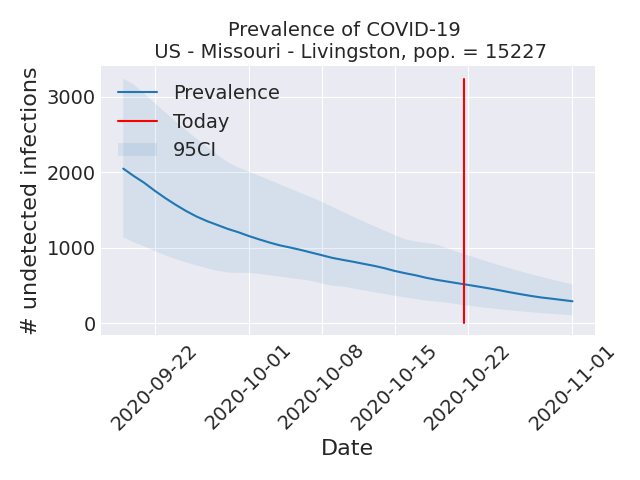 Prevalence of COVID-19
US - Missouri - Livingston, pop. = 15227
# undetected infections
3000
2000
1000
0
Prevalence
Today
95CI
2020-09-22
2020-10-01
2020-10-08
2020-10-15
2020-10-22
2020-11-01
Date